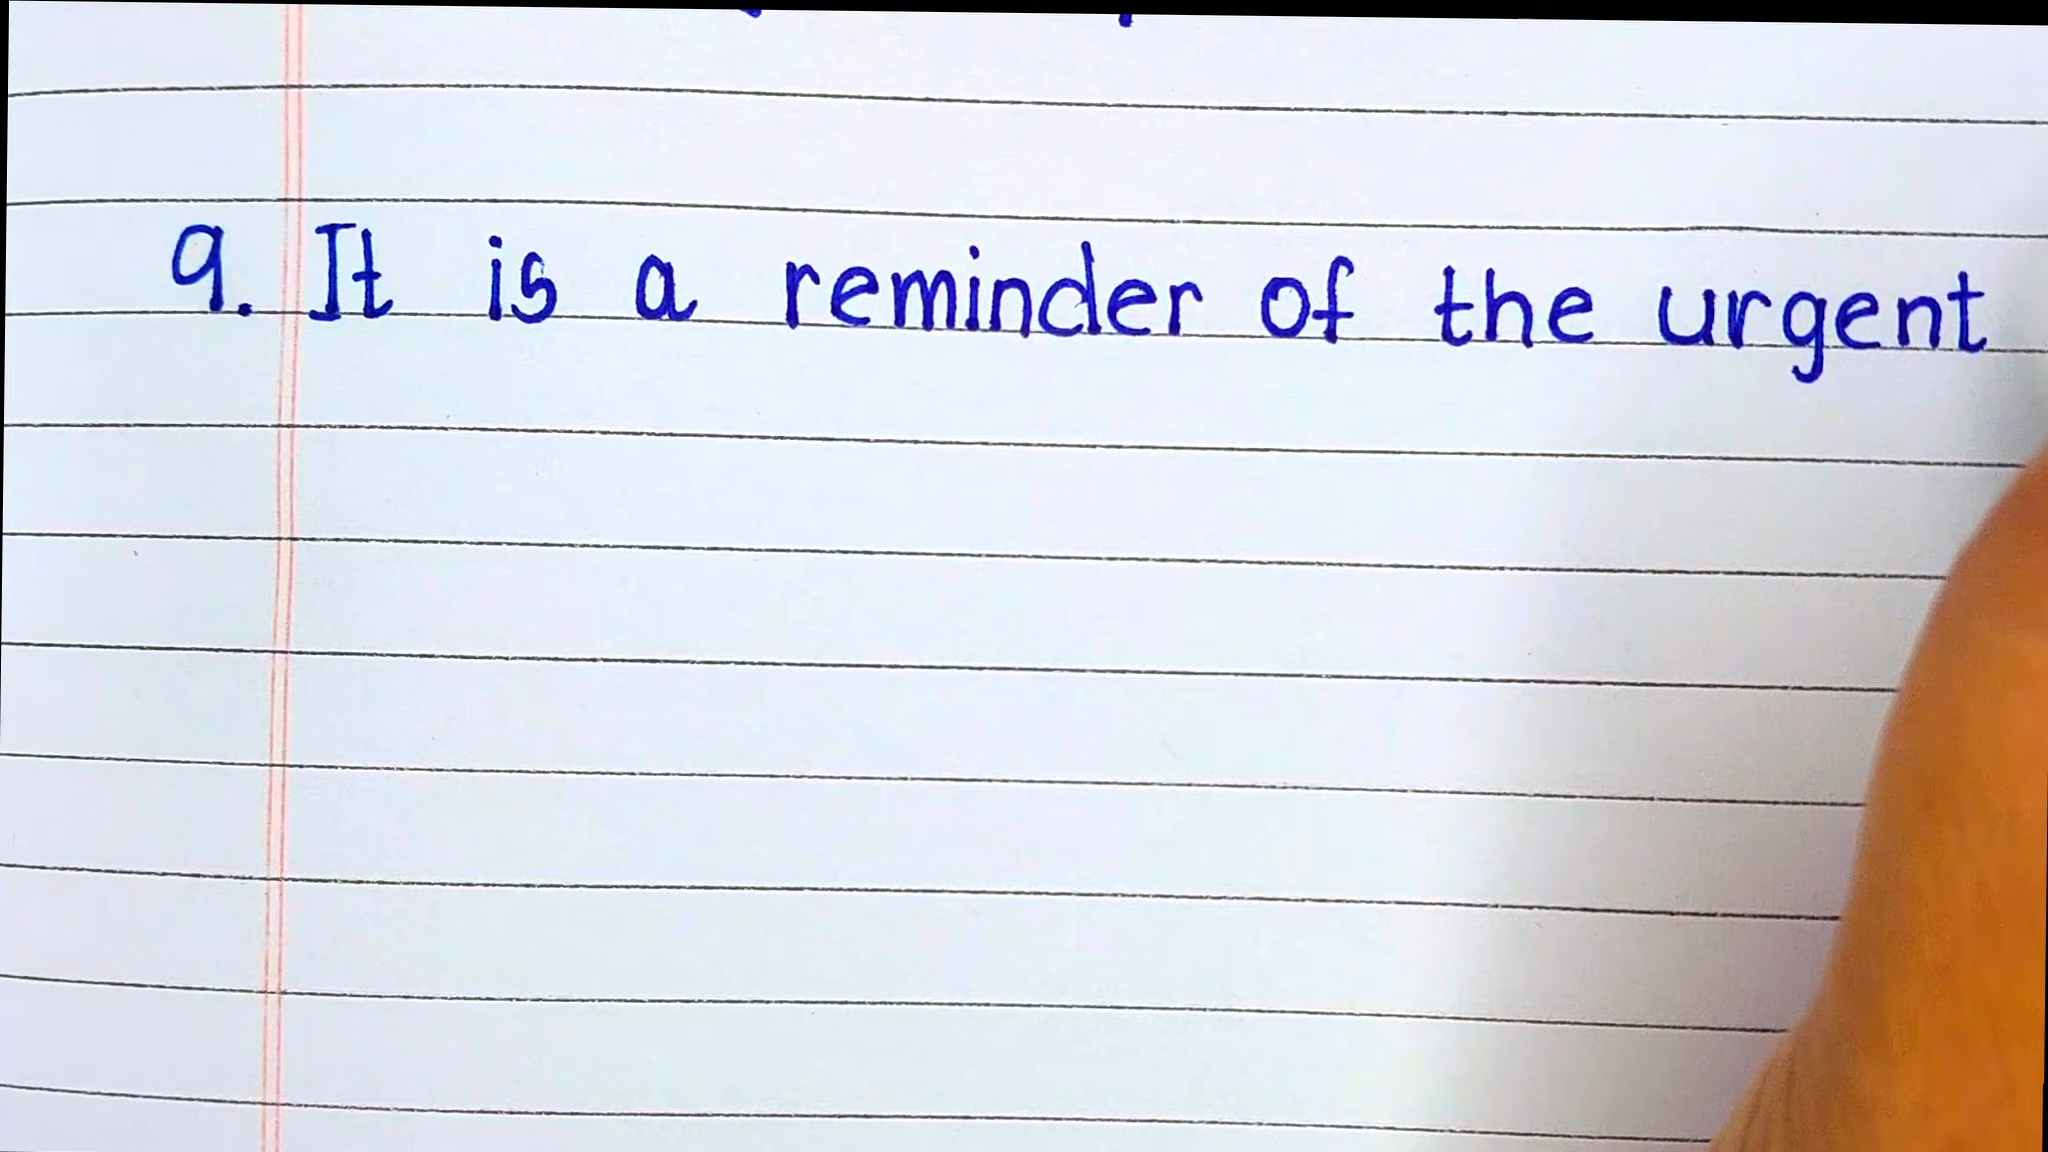 9. It is a reminder of the urgent